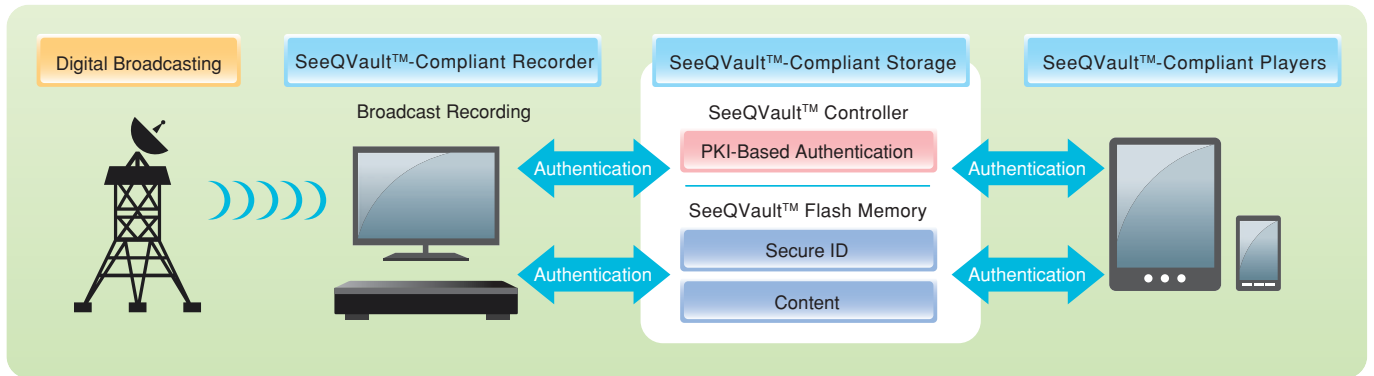 Digital Broadcasting
SeeQVault™-Compliant Recorder
SeeQVault™-Compliant Storage
SeeQVault™-Compliant Players
Broadcast Recording
SeeQVault™ Controller
Authentication
PKI-Based Authentication
Authentication
SeeQVault™ Flash Memory
Authentication
Secure ID
Authentication
Content